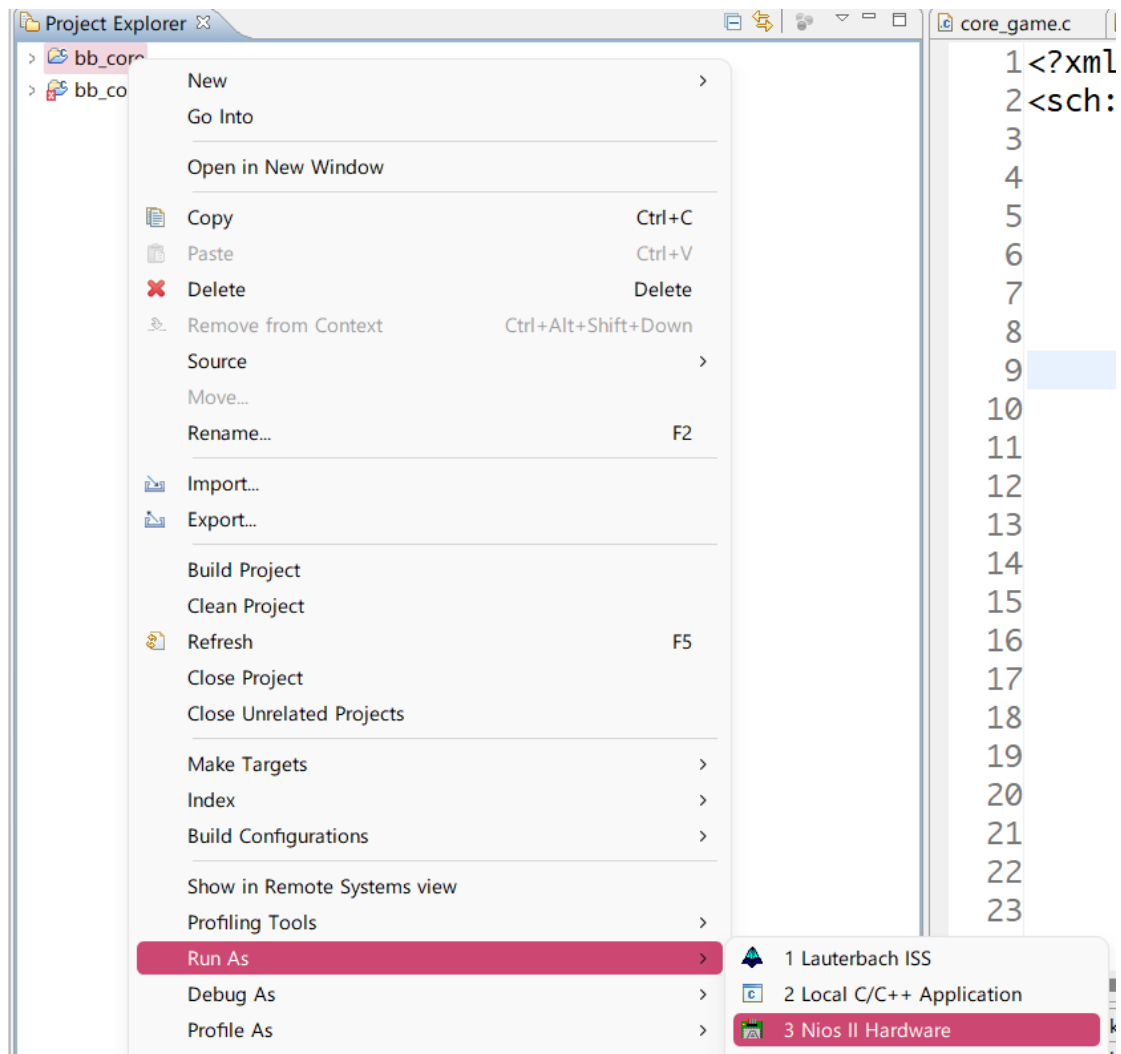 Project Explorer
core_game.c
bb_core
bb_co
New
Go Into
Open in New Window
Copy Ctrl+C
Paste Ctrl+V
Delete Delete
Remove from Context Ctrl+Alt+Shift+Down
Source
Move...
Rename... F2
Import...
Export...
Build Project
Clean Project
Refresh F5
Close Project
Close Unrelated Projects
Make Targets
Index
Build Configurations
Show in Remote Systems view
Profiling Tools
Run As
Debug As
Profile As
1 Lauterbach ISS
2 Local C/C++ Application
3 Nios II Hardware
1 <?xml
2 <sch:
3
4
5
6
7
8
9
10
11
12
13
14
15
16
17
18
19
20
21
22
23